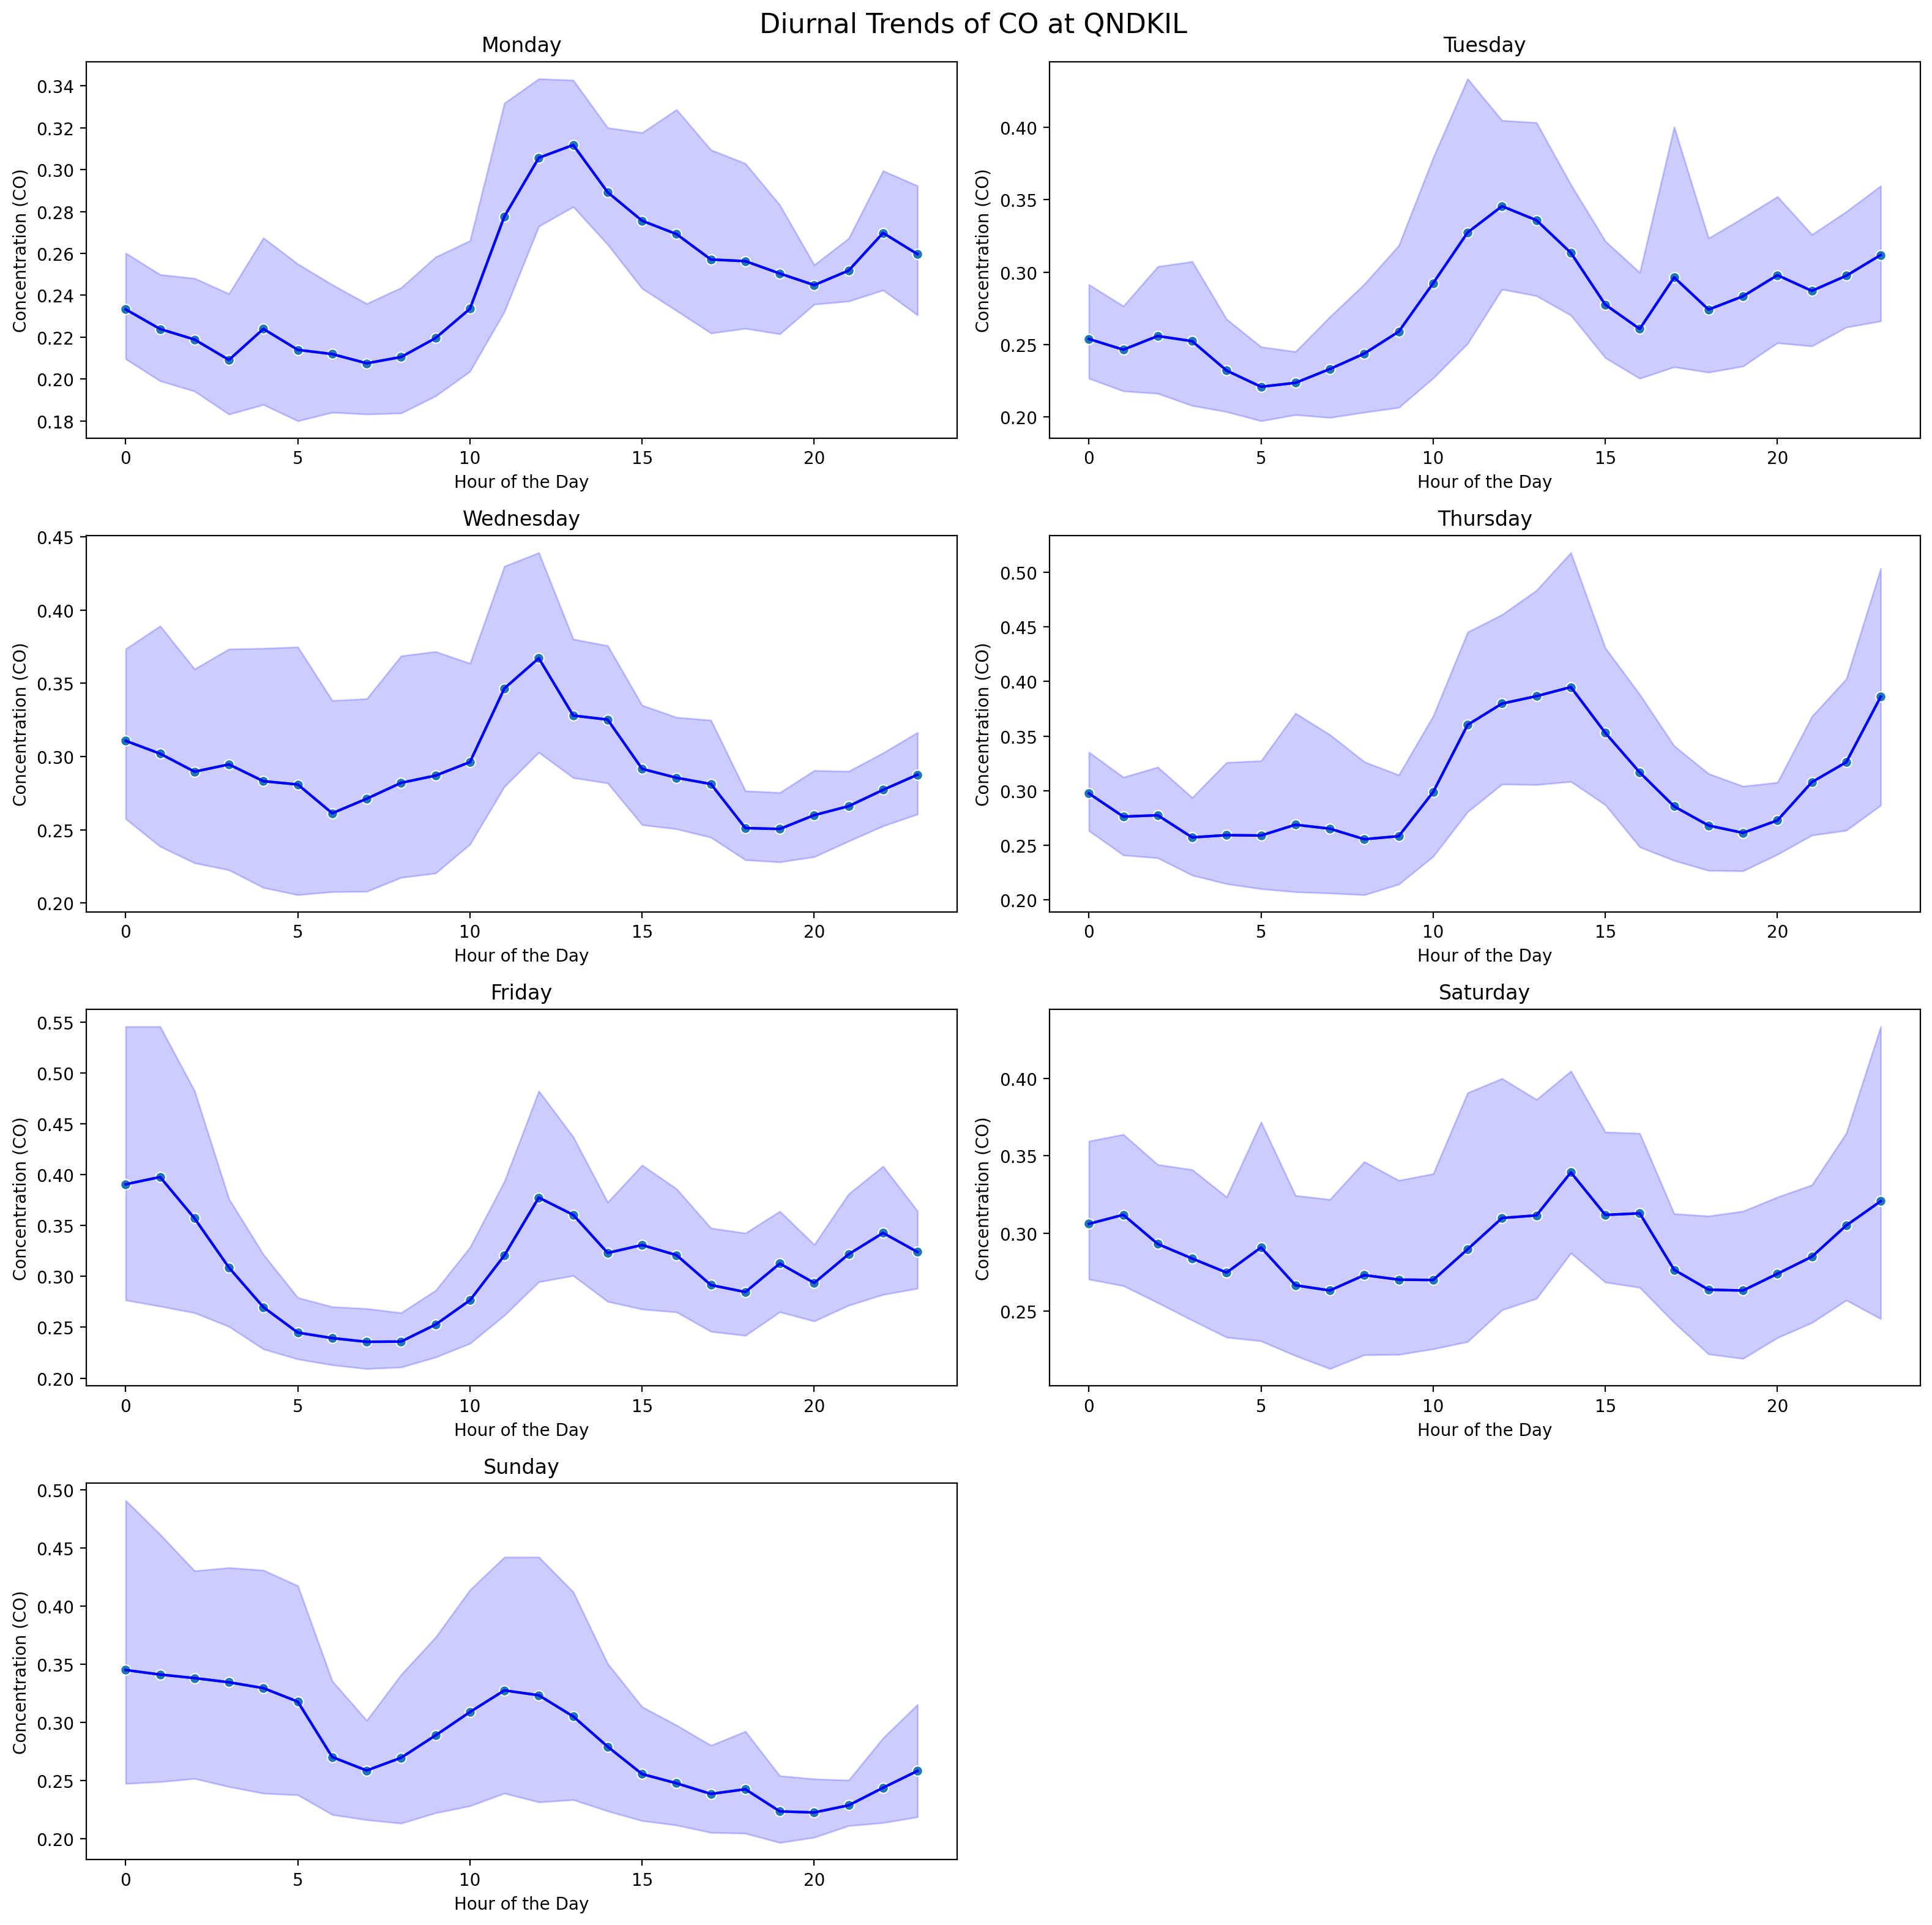 Diurnal Trends of CO at QNDKIL
Monday
Concentration (CO)
0.34
0.32
0.30
0.28
0.26
0.24
0.22
0.20
0.18
0 5 10 15 20
Hour of the Day
Tuesday
Concentration (CO)
0.40
0.35
0.30
0.25
0.20
0 5 10 15 20
Hour of the Day
Wednesday
Concentration (CO)
0.45
0.40
0.35
0.30
0.25
0.20
0 5 10 15 20
Hour of the Day
Thursday
Concentration (CO)
0.50
0.45
0.40
0.35
0.30
0.25
0.20
0 5 10 15 20
Hour of the Day
Friday
Concentration (CO)
0.55
0.50
0.45
0.40
0.35
0.30
0.25
0.20
0 5 10 15 20
Hour of the Day
Saturday
Concentration (CO)
0.40
0.35
0.30
0.25
0 5 10 15 20
Hour of the Day
Sunday
Concentration (CO)
0.50
0.45
0.40
0.35
0.30
0.25
0.20
0 5 10 15 20
Hour of the Day